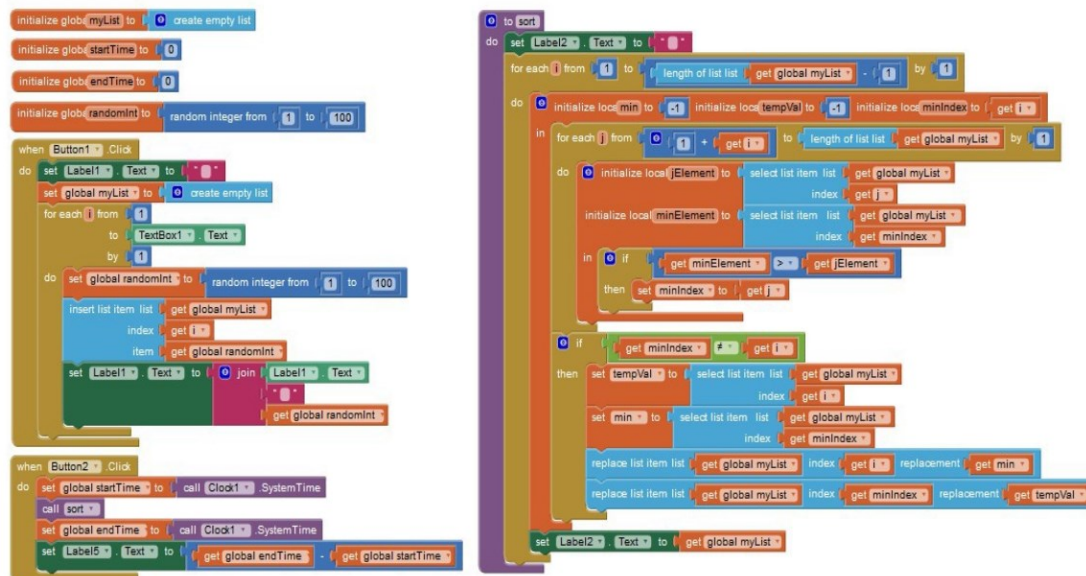 initialize global myList to create empty list
initialize global startTime to 0
initialize global endTime to 0
initialize global randomInt to random integer from 1 to 100
when Button1 .Click
do set Label1 . Text to " "
set global myList to create empty list
for each i from 1
to TextBox1 . Text
by 1
do set global randomInt to random integer from 1 to 100
insert list item list get global myList
index get i
item get global randomInt
set Label1 . Text to join Label1 . Text
" "
get global randomInt
when Button2 .Click
do set global startTime to call Clock1 .SystemTime
call sort
set global endTime to call Clock1 .SystemTime
set Label5 . Text to get global endTime - get global startTime
to sort
do set Label2 . Text to " "
for each i from 1 to length of list list get global myList - 1 by 1
do initialize local min to -1 initialize local tempVal to -1 initialize local minIndex to get i
in for each j from 1 + get i to length of list list get global myList by 1
do initialize local jElement to select list item list get global myList
index get j
initialize local minElement to select list item list get global myList
index get minIndex
in if get minElement > get jElement
then set minIndex to get j
if get minIndex ≠ get i
then set tempVal to select list item list get global myList
index get i
set min to select list item list get global myList
index get minIndex
replace list item list get global myList index get i replacement get min
replace list item list get global myList index get minIndex replacement get tempVal
set Label2 . Text to get global myList